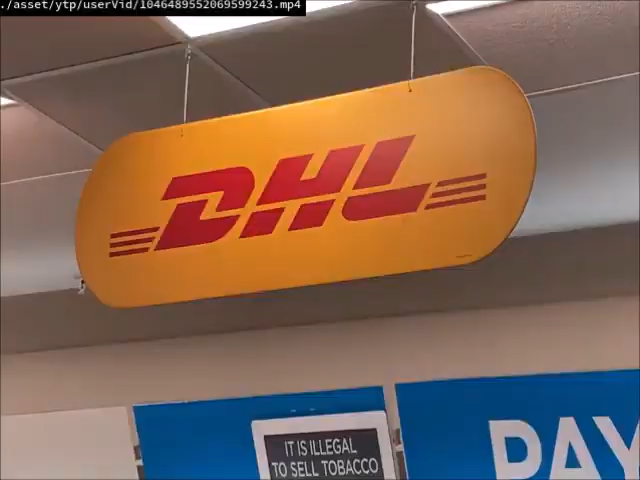 ./asset/ytp/userVid/1046489552069599243.mp4
DHL
IT IS ILLEGAL
TO SELL TOBACCO
PAY